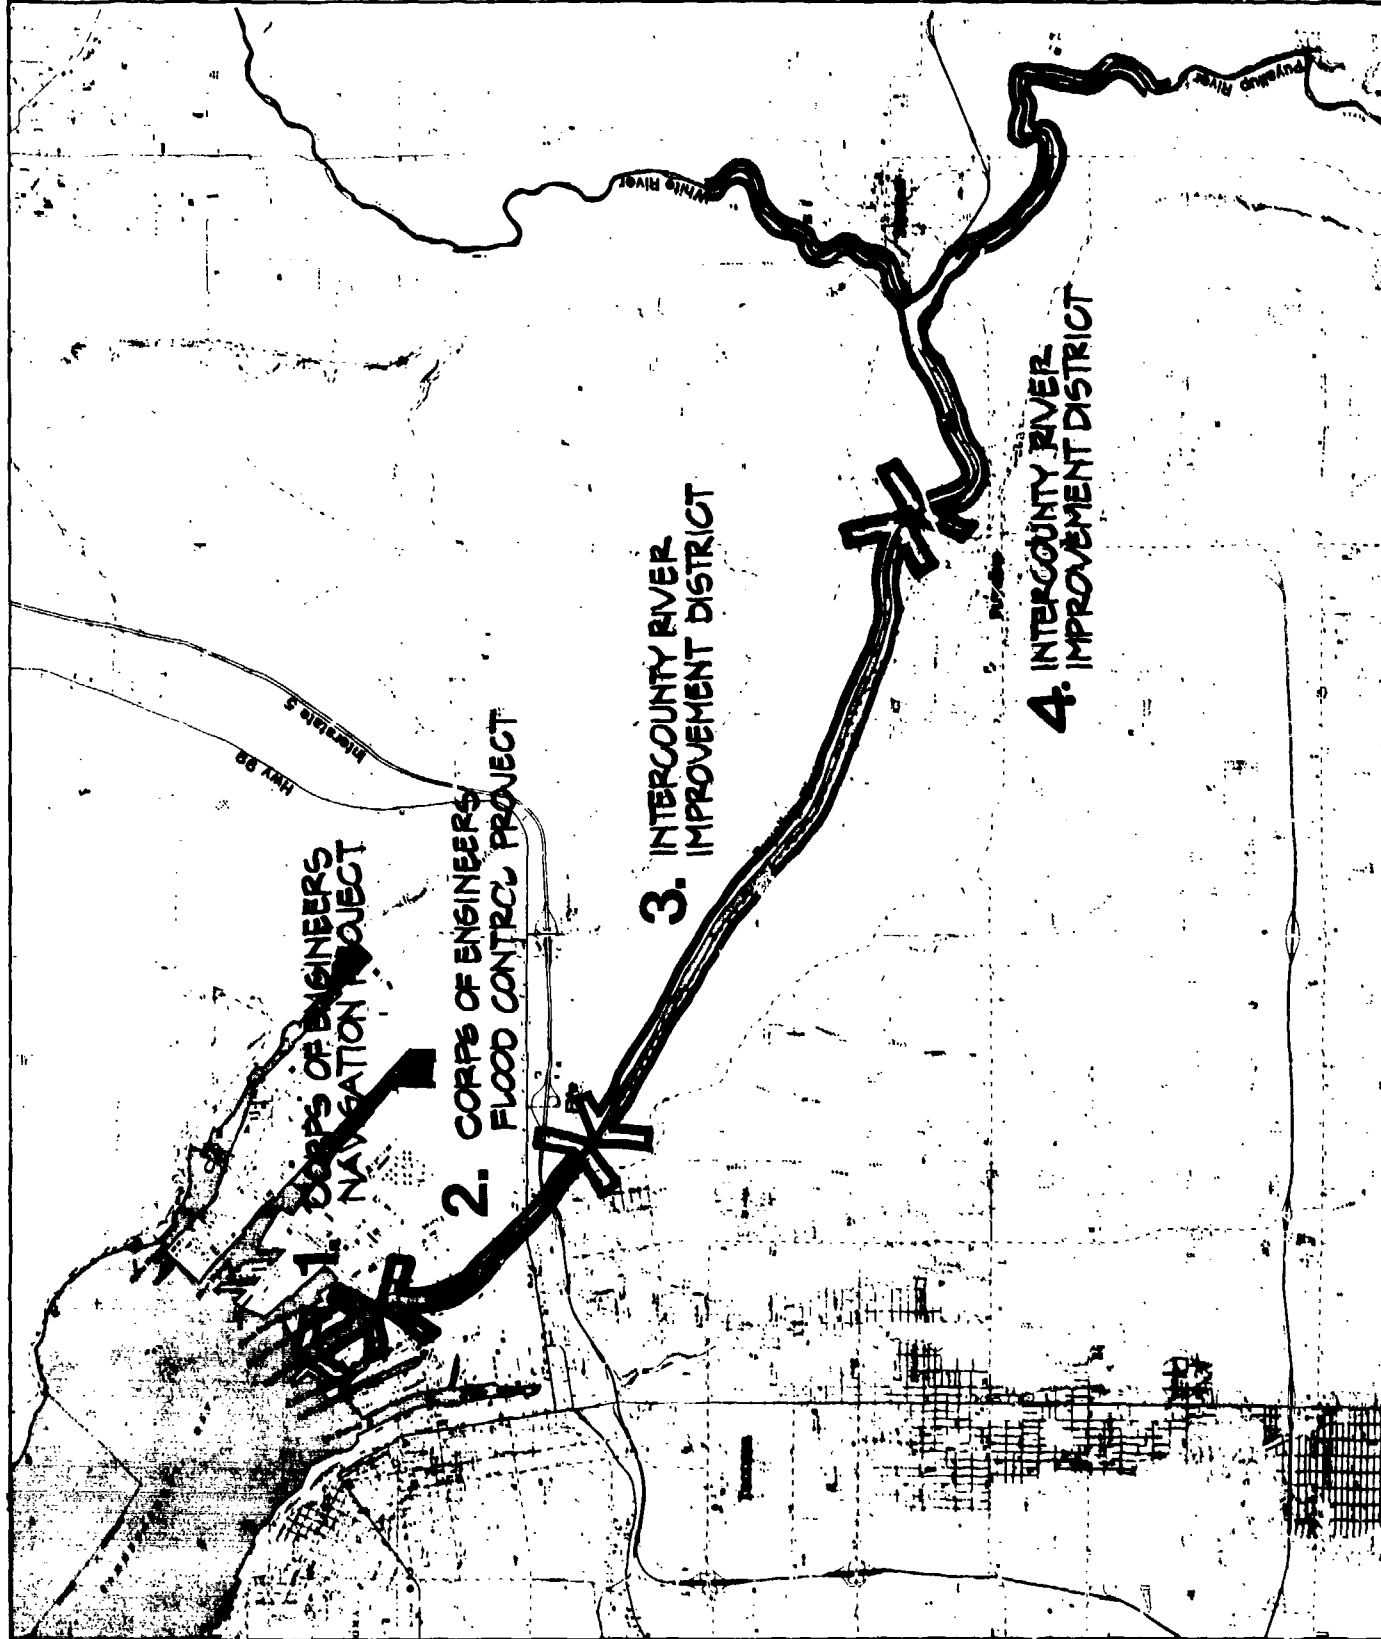 1. CORPS OF ENGINEERS
NAVIGATION PROJECT
2. CORPS OF ENGINEERS
FLOOD CONTROL PROJECT
3. INTERCOUNTY RIVER
IMPROVEMENT DISTRICT
4. INTERCOUNTY RIVER
IMPROVEMENT DISTRICT
Hwy 99
Interstate 5
White River
Puyallup River
Tacoma